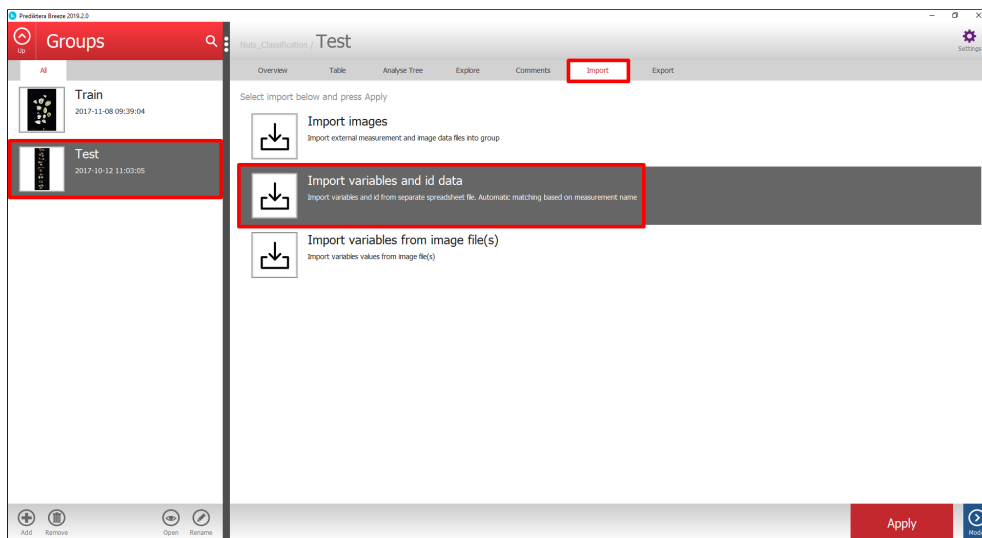 Prediktera Breeze 2019.2.0
Up
Groups
Nuts_Classification / Test
Settings
All
Overview
Table
Analyse Tree
Explore
Comments
Import
Export
Train
2017-11-08 09:39:04
Test
2017-10-12 11:03:05
Select import below and press Apply
Import images
Import external measurement and image data files into group
Import variables and id data
Import variables and id from separate spreadsheet file. Automatic matching based on measurement name
Import variables from image file(s)
Import variables values from image file(s)
Add
Remove
Open
Rename
Apply